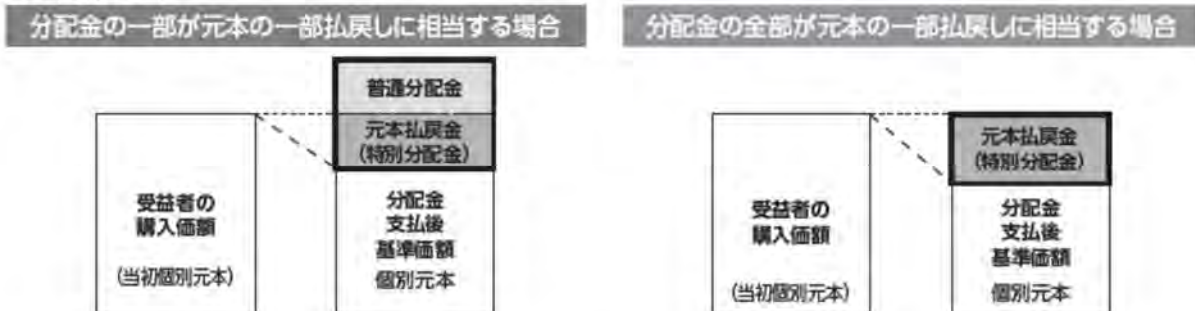 分配金の一部が元本の一部払戻しに相当する場合
普通分配金
元本払戻金
(特別分配金)
受益者の
購入価額
(当初個別元本)
分配金
支払後
基準価額
個別元本
分配金の全部が元本の一部払戻しに相当する場合
元本払戻金
(特別分配金)
受益者の
購入価額
(当初個別元本)
分配金
支払後
基準価額
個別元本